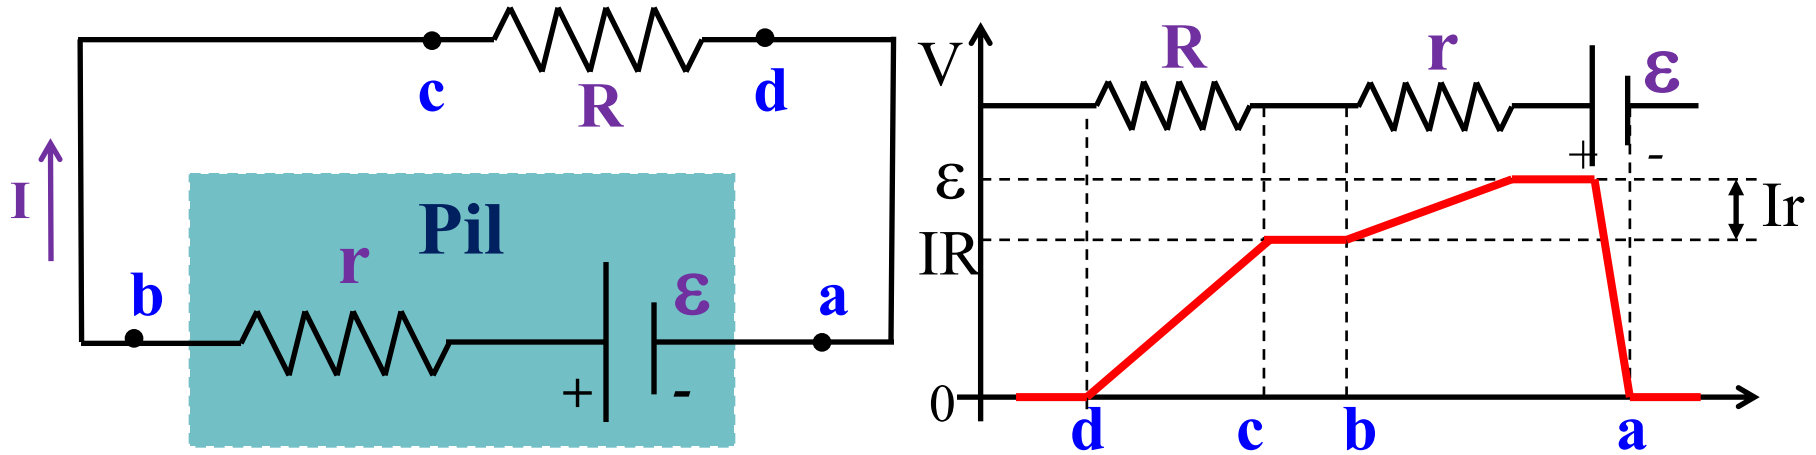 c
R
d
I
Pil
b
r
ε
a
+
-
V
R
r
ε
+
-
ε
IR
Ir
0
d
c
b
a